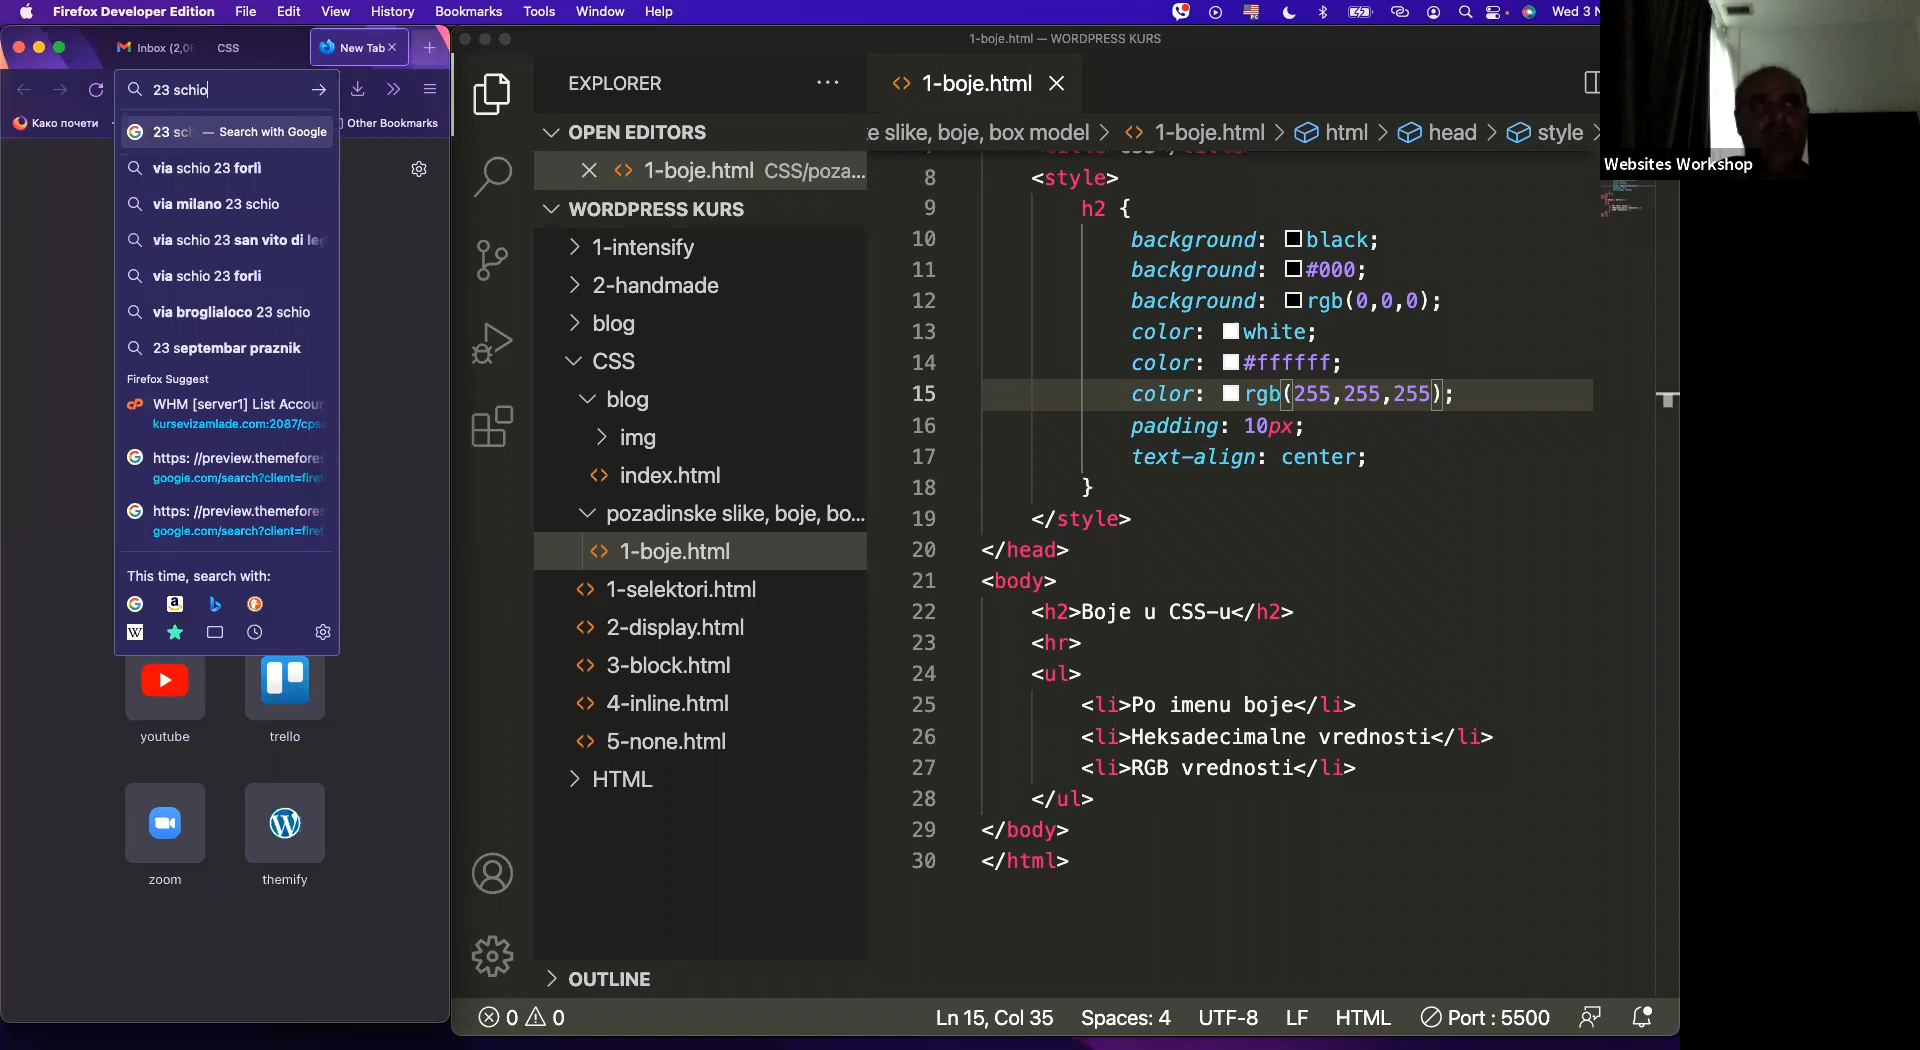 Firefox Developer Edition File Edit View History Bookmarks Tools Window Help
Wed 3 N
Inbox (2,0
CSS
New Tab
23 schio
Како почети
Other Bookmarks
23 sc — Search with Google
via schio 23 forlì
via milano 23 schio
via schio 23 san vito di leg
via schio 23 forli
via broglialoco 23 schio
23 septembar praznik
Firefox Suggest
WHM [server1] List Accou
kursevizamlade.com:2087/cps
https: //preview.themefores
google.com/search?client=firef
https: //preview.themefores
google.com/search?client=firef
This time, search with:
youtube
trello
zoom
themify
1-boje.html — WORDPRESS KURS
EXPLORER
OPEN EDITORS
1-boje.html CSS/poza...
WORDPRESS KURS
1-intensify
2-handmade
blog
CSS
blog
img
index.html
pozadinske slike, boje, bo...
1-boje.html
1-selektori.html
2-display.html
3-block.html
4-inline.html
5-none.html
HTML
OUTLINE
1-boje.html
e slike, boje, box model > 1-boje.html > html > head > style >
8 <style>
9 h2 {
10 background: black;
11 background: #000;
12 background: rgb(0,0,0);
13 color: white;
14 color: #ffffff;
15 color: rgb(255,255,255);
16 padding: 10px;
17 text-align: center;
18 }
19 </style>
20 </head>
21 <body>
22 <h2>Boje u CSS-u</h2>
23 <hr>
24 <ul>
25 <li>Po imenu boje</li>
26 <li>Heksadecimalne vrednosti</li>
27 <li>RGB vrednosti</li>
28 </ul>
29 </body>
30 </html>
0 0
Ln 15, Col 35 Spaces: 4 UTF-8 LF HTML Port : 5500
Websites Workshop